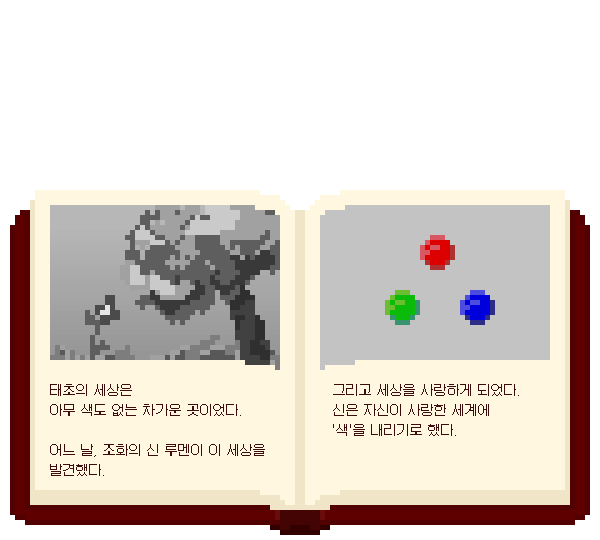 태초의 세상은
아무 색도 없는 차가운 곳이었다.
어느 날, 조화의 신 루멘이 이 세상을
발견했다.
그리고 세상을 사랑하게 되었다.
신은 자신이 사랑한 세계에
'색'을 내리기로 했다.